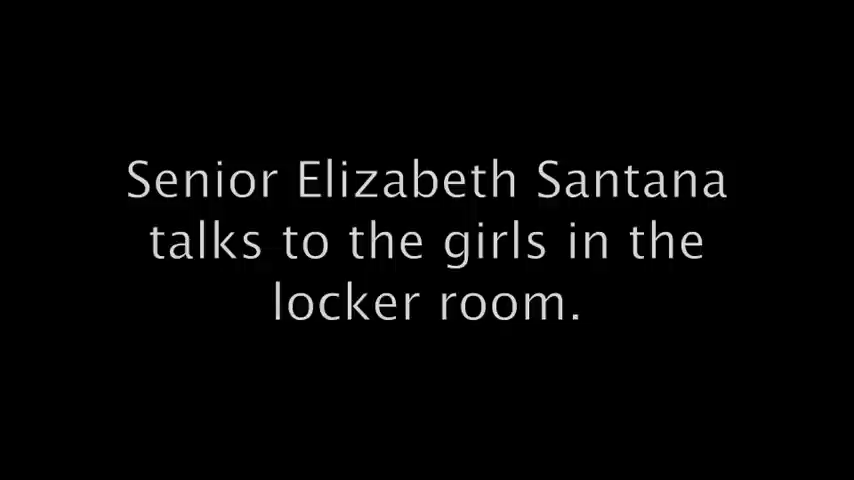 Senior Elizabeth Santana
talks to the girls in the
locker room.